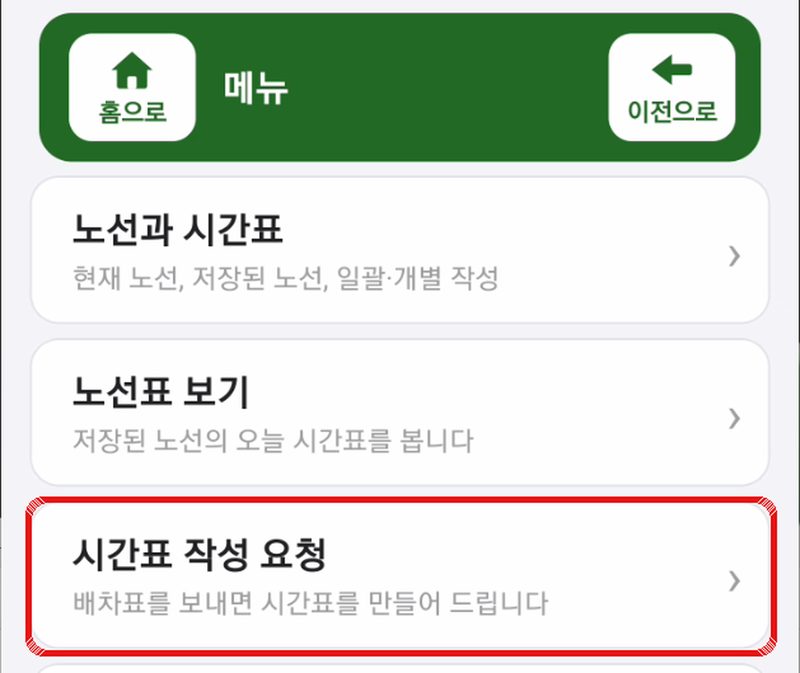 홈으로
메뉴
이전으로
노선과 시간표
현재 노선, 저장된 노선, 일괄·개별 작성
노선표 보기
저장된 노선의 오늘 시간표를 봅니다
시간표 작성 요청
배차표를 보내면 시간표를 만들어 드립니다